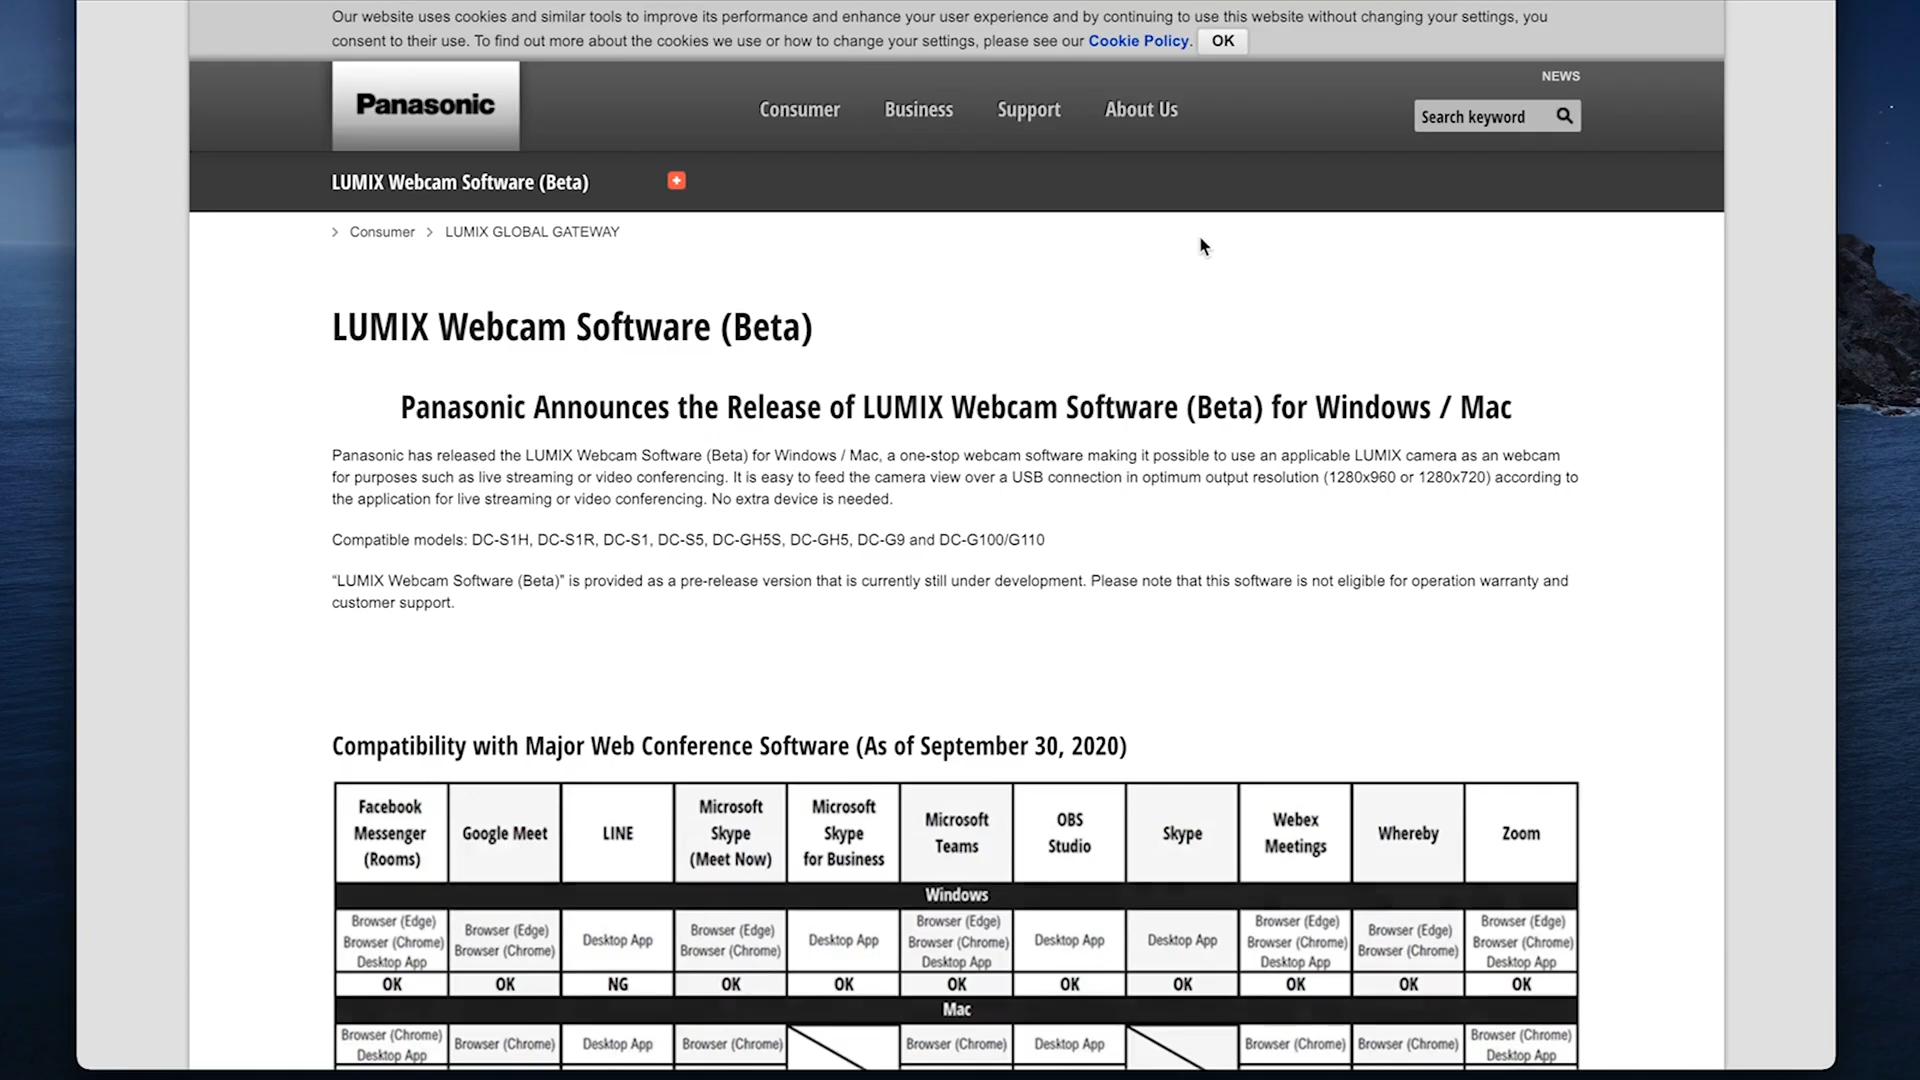 Our website uses cookies and similar tools to improve its performance and enhance your user experience and by continuing to use this website without changing your settings, you
consent to their use. To find out more about the cookies we use or how to change your settings, please see our Cookie Policy. OK
NEWS
Panasonic
Consumer Business Support About Us
Search keyword
LUMIX Webcam Software (Beta)
> Consumer > LUMIX GLOBAL GATEWAY
LUMIX Webcam Software (Beta)
Panasonic Announces the Release of LUMIX Webcam Software (Beta) for Windows / Mac
Panasonic has released the LUMIX Webcam Software (Beta) for Windows / Mac, a one-stop webcam software making it possible to use an applicable LUMIX camera as an webcam
for purposes such as live streaming or video conferencing. It is easy to feed the camera view over a USB connection in optimum output resolution (1280x960 or 1280x720) according to
the application for live streaming or video conferencing. No extra device is needed.
Compatible models: DC-S1H, DC-S1R, DC-S1, DC-S5, DC-GH5S, DC-GH5, DC-G9 and DC-G100/G110
“LUMIX Webcam Software (Beta)” is provided as a pre-release version that is currently still under development. Please note that this software is not eligible for operation warranty and
customer support.
Compatibility with Major Web Conference Software (As of September 30, 2020)
Facebook
Messenger
(Rooms)
Google Meet
LINE
Microsoft
Skype
(Meet Now)
Microsoft
Skype
for Business
Microsoft
Teams
OBS
Studio
Skype
Webex
Meetings
Whereby
Zoom
Windows
Browser (Edge)
Browser (Chrome)
Desktop App
Browser (Edge)
Browser (Chrome)
Desktop App
Browser (Edge)
Browser (Chrome)
Desktop App
Browser (Edge)
Browser (Chrome)
Desktop App
Desktop App
Desktop App
Browser (Edge)
Browser (Chrome)
Desktop App
Browser (Edge)
Browser (Chrome)
Browser (Edge)
Browser (Chrome)
Desktop App
OK OK NG OK OK OK OK OK OK OK OK
Mac
Browser (Chrome)
Desktop App
Browser (Chrome)
Desktop App
Browser (Chrome)
Browser (Chrome)
Desktop App
Browser (Chrome)
Browser (Chrome)
Browser (Chrome)
Desktop App